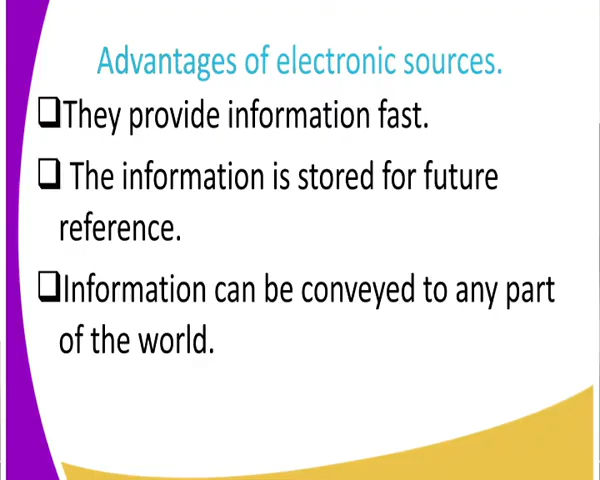 Advantages of electronic sources.
❑They provide information fast.
❑ The information is stored for future
reference.
❑Information can be conveyed to any part
of the world.